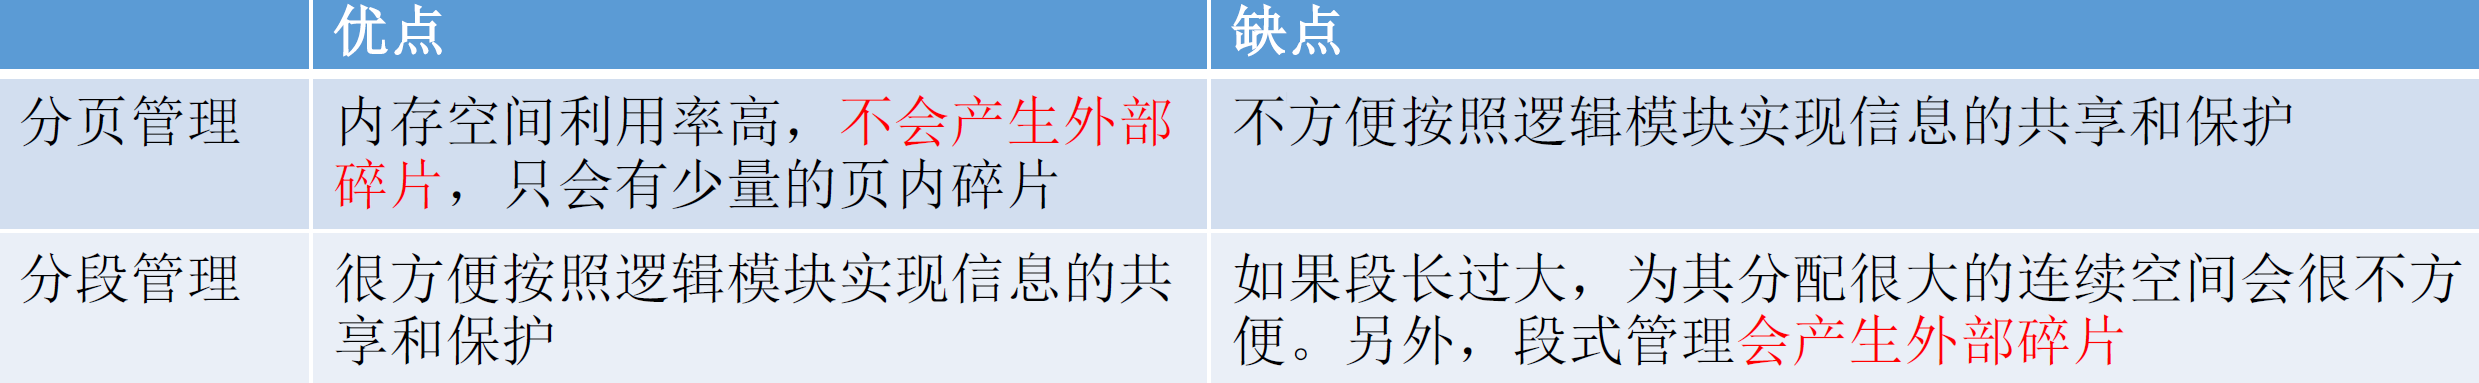 优点
缺点
分页管理
内存空间利用率高，不会产生外部
碎片，只会有少量的页内碎片
不方便按照逻辑模块实现信息的共享和保护
分段管理
很方便按照逻辑模块实现信息的共
享和保护
如果段长过大，为其分配很大的连续空间会很不方
便。另外，段式管理会产生外部碎片